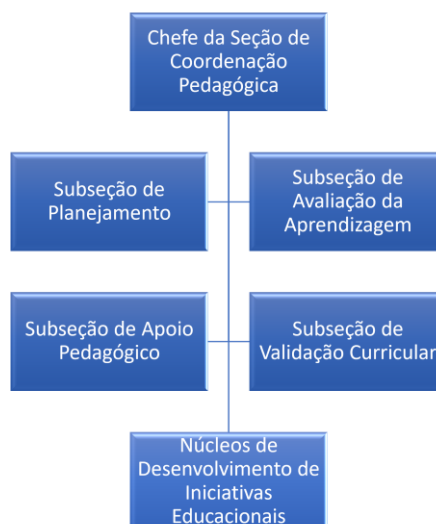 Chefe da Seção de
Coordenação
Pedagógica
Subseção de
Planejamento
Subseção de
Avaliação da
Aprendizagem
Subseção de Apoio
Pedagógico
Subseção de
Validação Curricular
Núcleos de
Desenvolvimento de
Iniciativas
Educacionais